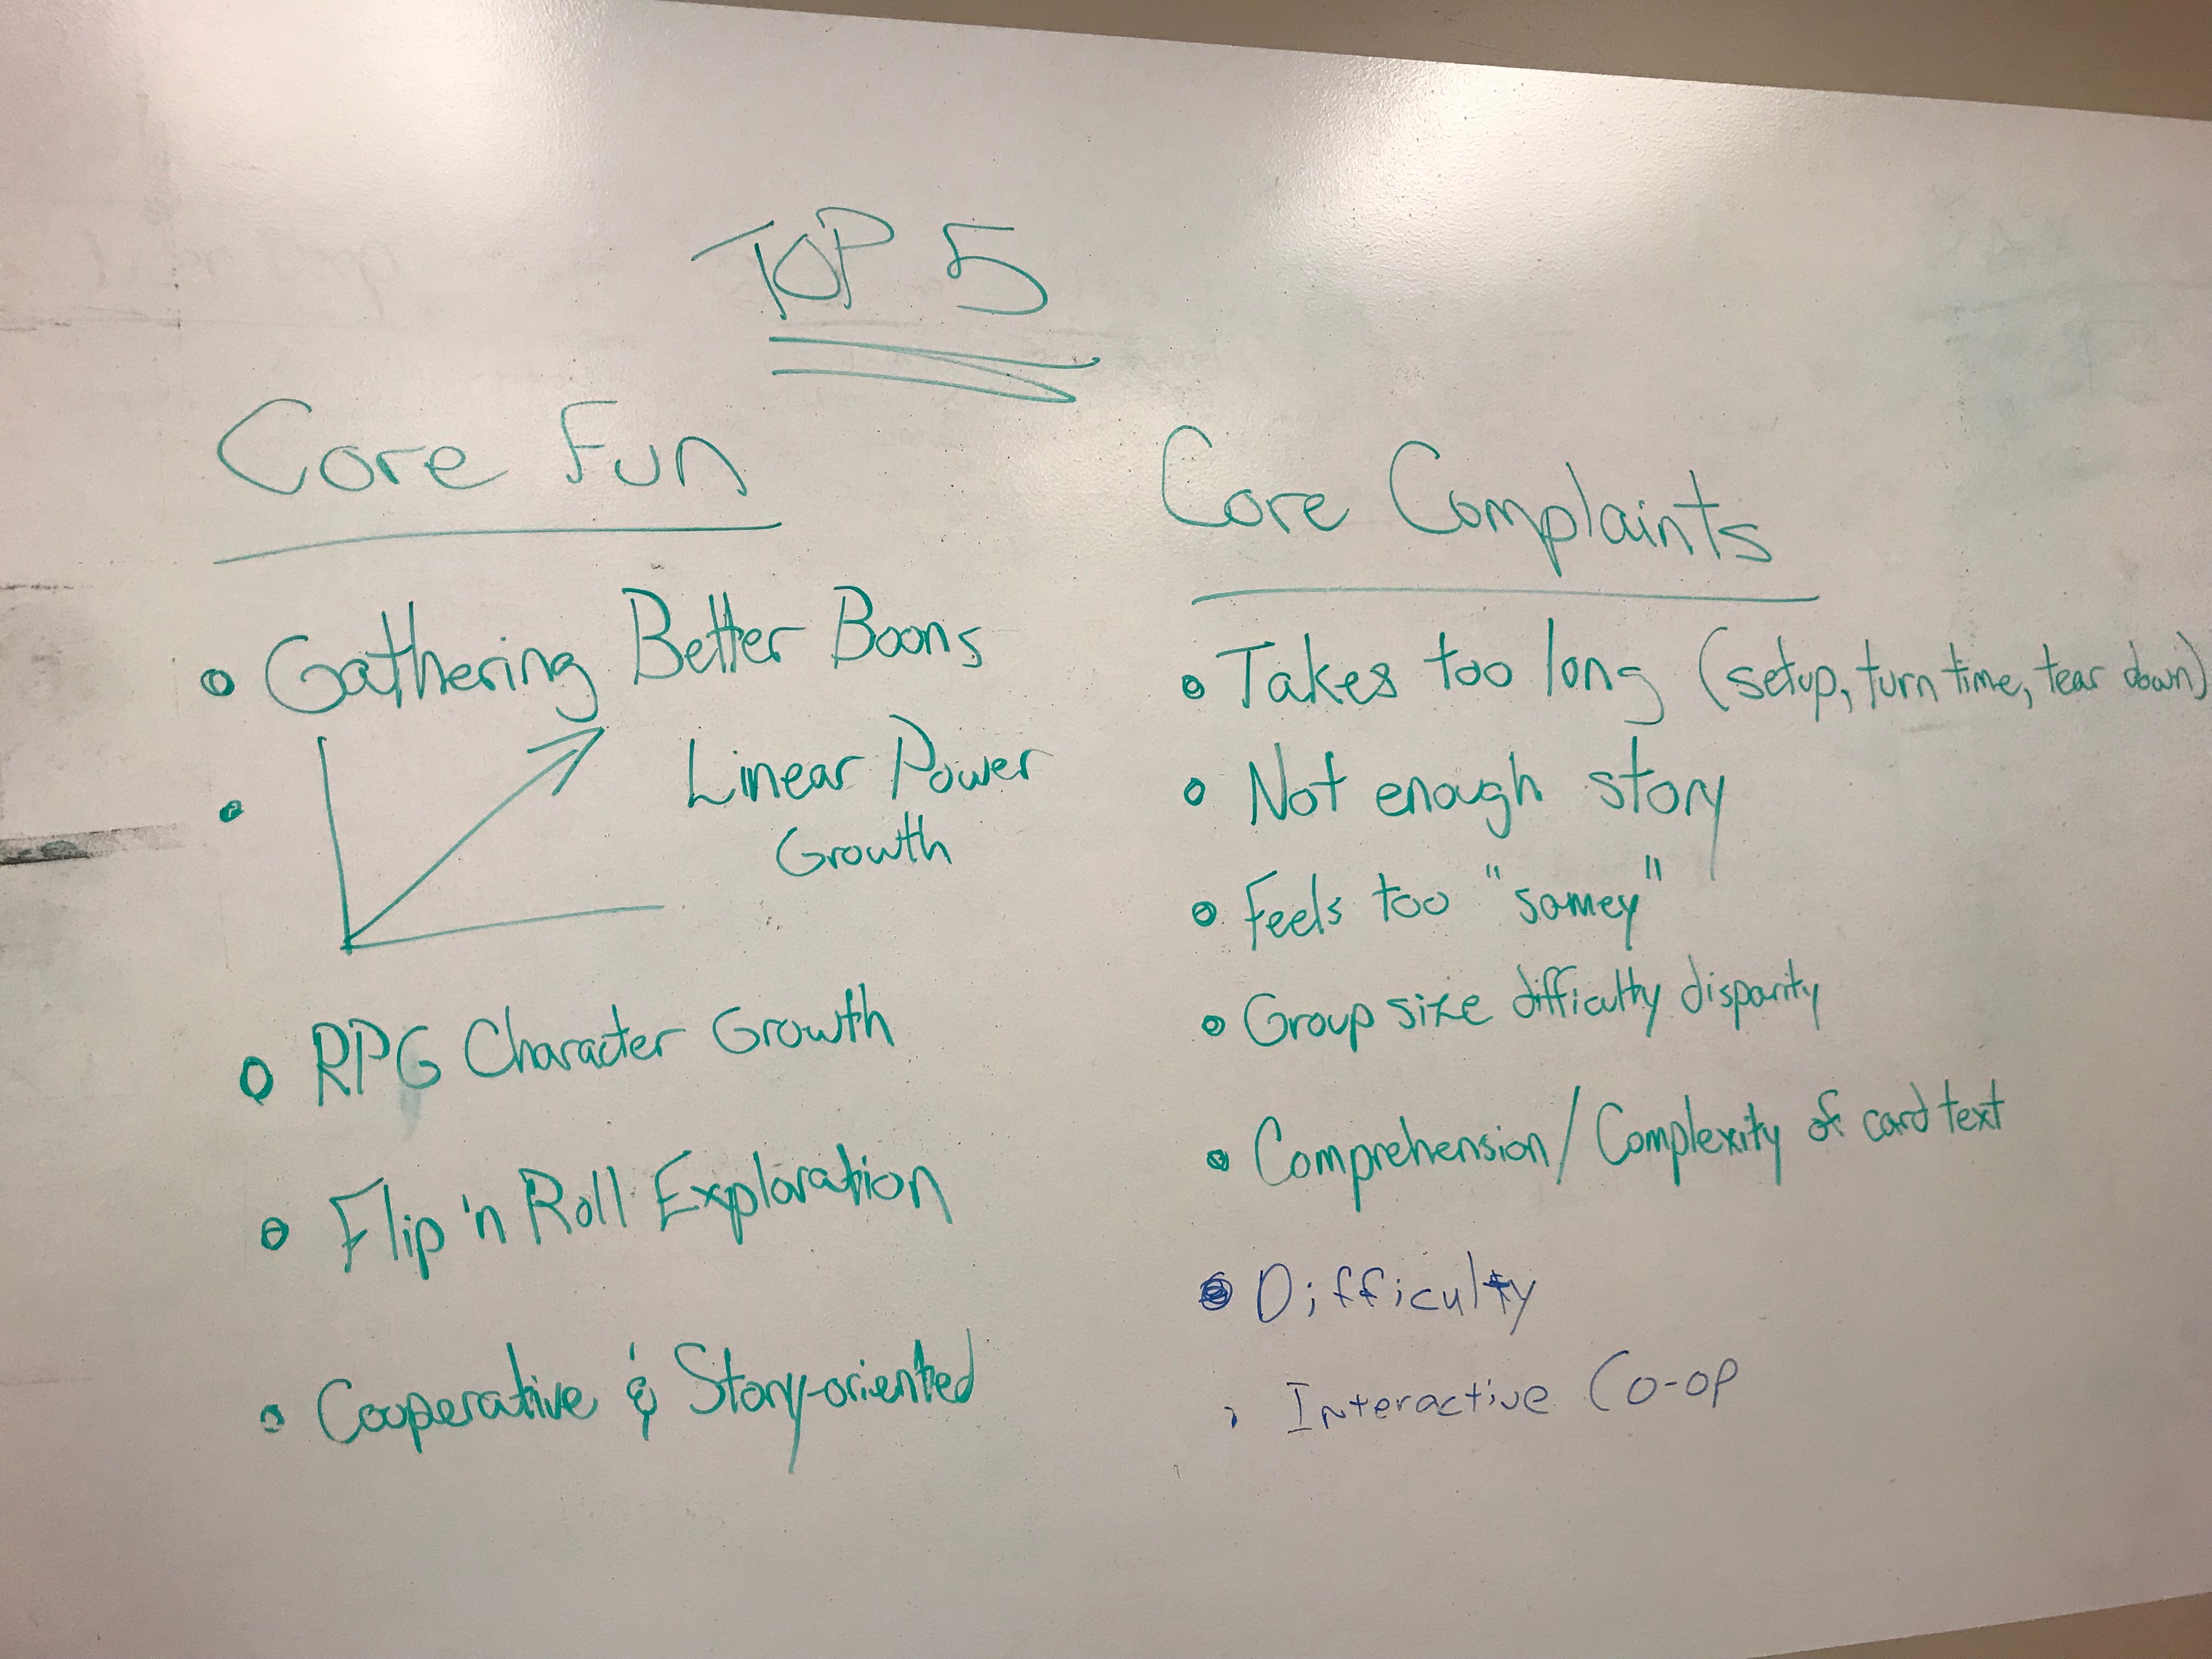 TOP 5
Core Fun
• Gathering Better Boons
• Linear Power
Growth
• RPG Character Growth
• Flip 'n Roll Exploration
• Cooperative & Story-oriented
Core Complaints
• Takes too long (setup, turn time, tear down)
• Not enough story
• Feels too "samey"
• Group size difficulty disparity
• Comprehension/Complexity of card text
• Difficulty
• Interactive Co-op